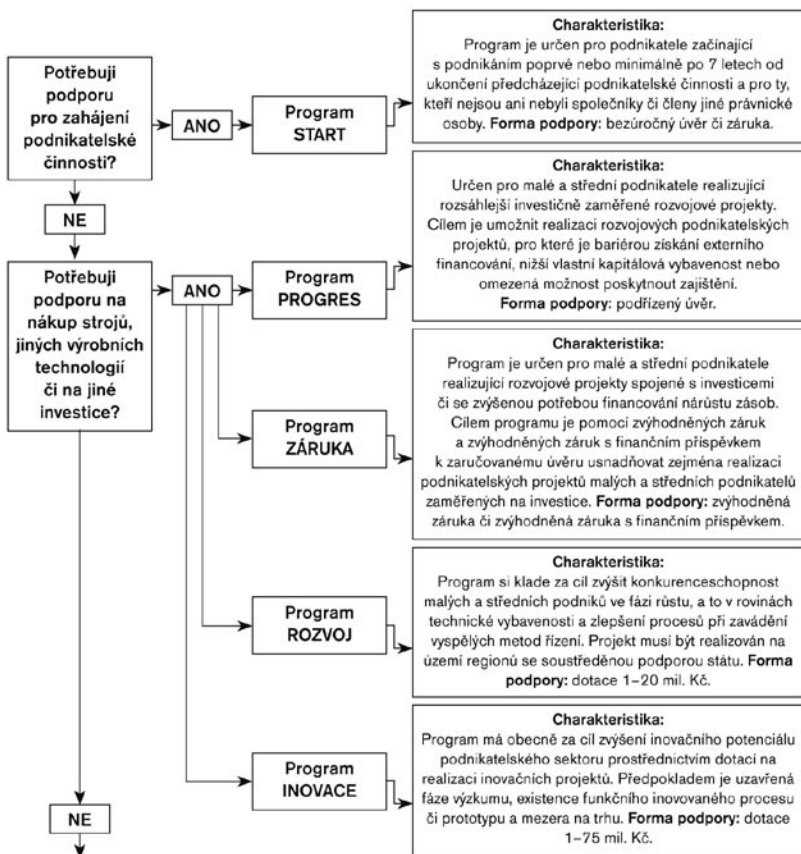 Potřebuji
podporu
pro zahájení
podnikatelské
činnosti?
ANO
Program
START
Charakteristika:
Program je určen pro podnikatele začínající
s podnikáním poprvé nebo minimálně po 7 letech od
ukončení předcházející podnikatelské činnosti a pro ty,
kteří nejsou ani nebyli společníky či členy jiné právnické
osoby. Forma podpory: bezúročný úvěr či záruka.
NE
Potřebuji
podporu na
nákup strojů,
jiných výrobních
technologií
či na jiné
investice?
ANO
Program
PROGRES
Charakteristika:
Určen pro malé a střední podnikatele realizující
rozsáhlejší investičně zaměřené rozvojové projekty.
Cílem je umožnit realizaci rozvojových podnikatelských
projektů, pro které je bariérou získání externího
financování, nižší vlastní kapitálová vybavenost nebo
omezená možnost poskytnout zajištění.
Forma podpory: podřízený úvěr.
Program
ZÁRUKA
Charakteristika:
Program je určen pro malé a střední podnikatele
realizující rozvojové projekty spojené s investicemi
či se zvýšenou potřebou financování nárůstu zásob.
Cílem programu je pomocí zvýhodněných záruk
a zvýhodněných záruk s finančním příspěvkem
k zaručovanému úvěru usnadňovat zejména realizaci
podnikatelských projektů malých a středních podnikatelů
zaměřených na investice. Forma podpory: zvýhodněná
záruka či zvýhodněná záruka s finančním příspěvkem.
Program
ROZVOJ
Charakteristika:
Program si klade za cíl zvýšit konkurenceschopnost
malých a středních podniků ve fázi růstu, a to v rovinách
technické vybavenosti a zlepšení procesů při zavádění
vyspělých metod řízení. Projekt musí být realizován na
území regionů se soustředěnou podporou státu. Forma
podpory: dotace 1–20 mil. Kč.
Program
INOVACE
Charakteristika:
Program má obecně za cíl zvýšení inovačního potenciálu
podnikatelského sektoru prostřednictvím dotací na
realizaci inovačních projektů. Předpokladem je uzavřená
fáze výzkumu, existence funkčního inovovaného procesu
či prototypu a mezera na trhu. Forma podpory: dotace
1–75 mil. Kč.
NE